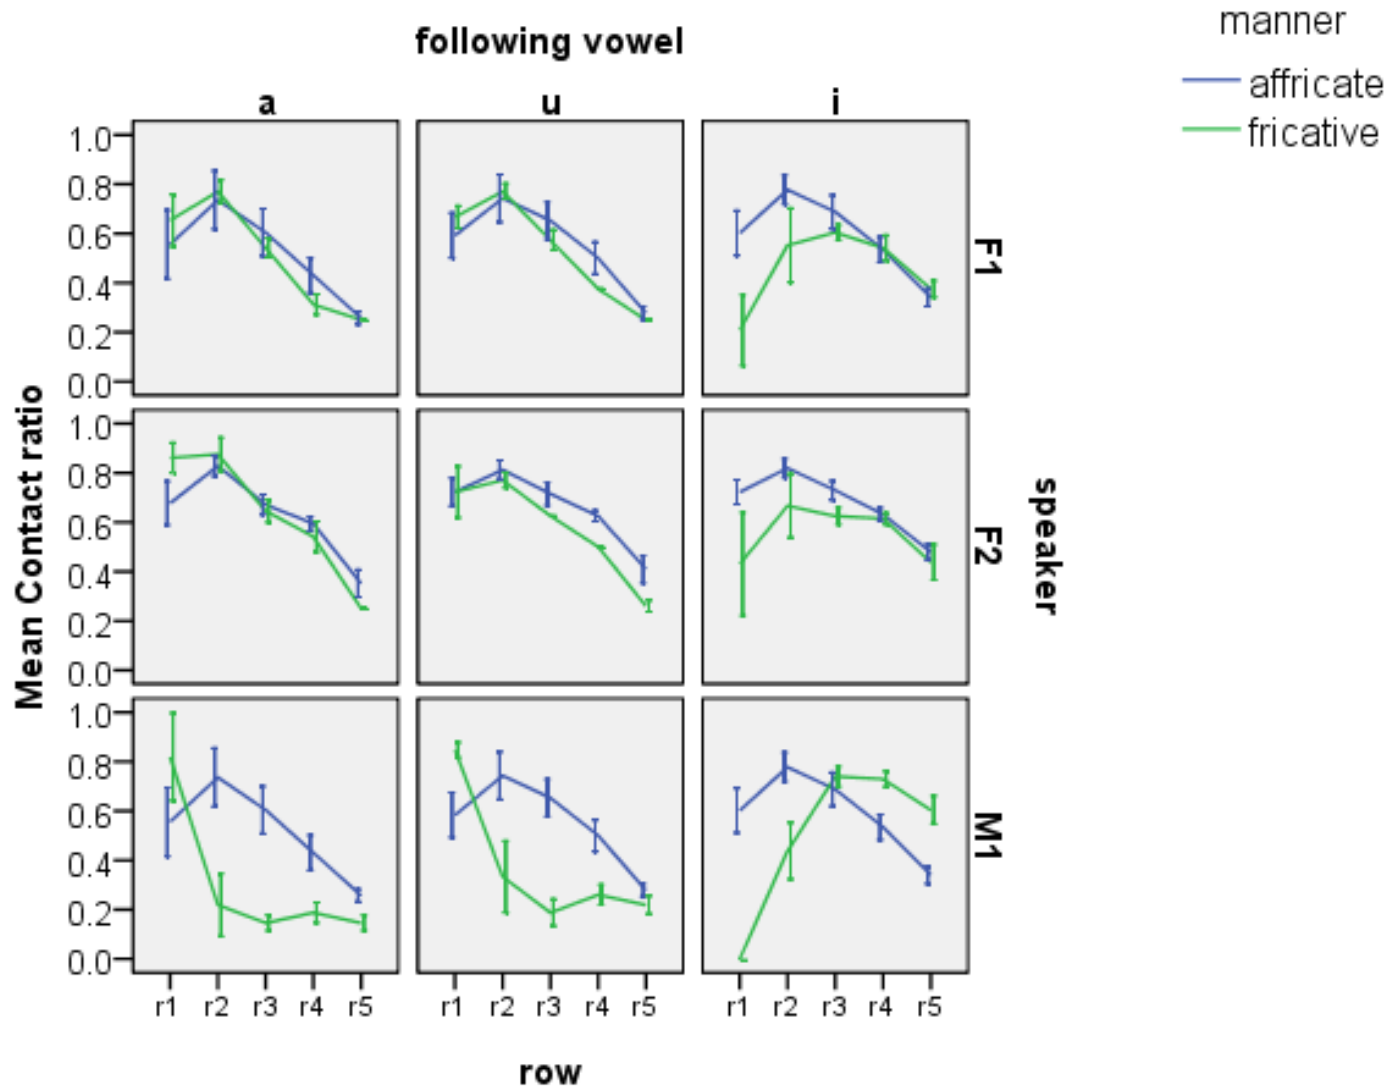 following vowel
manner
affricate
fricative
a u i
1.0
0.8
0.6
0.4
0.2
0.0
F1
1.0
0.8
0.6
0.4
0.2
0.0
F2
1.0
0.8
0.6
0.4
0.2
0.0
M1
Mean Contact ratio
speaker
r1 r2 r3 r4 r5 r1 r2 r3 r4 r5 r1 r2 r3 r4 r5
row